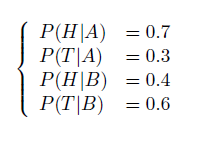 P(H|A) = 0.7
P(T|A) = 0.3
P(H|B) = 0.4
P(T|B) = 0.6